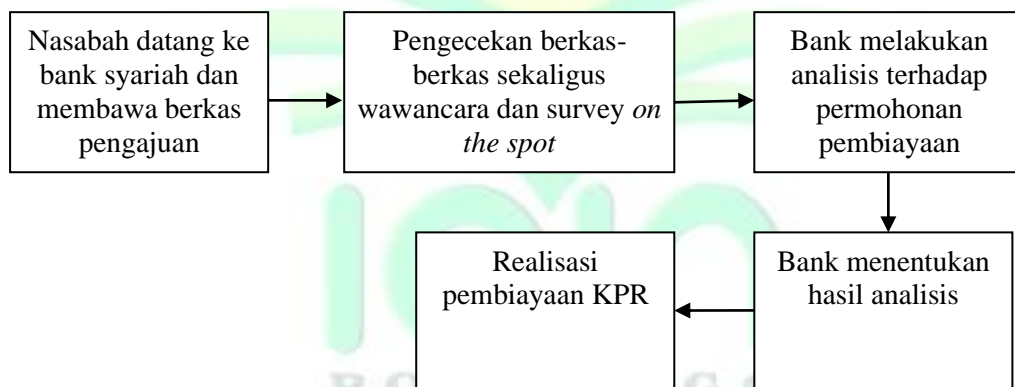 Nasabah datang ke
bank syariah dan
membawa berkas
pengajuan
Pengecekan berkas-
berkas sekaligus
wawancara dan survey on
the spot
Bank melakukan
analisis terhadap
permohonan
pembiayaan
Bank menentukan
hasil analisis
Realisasi
pembiayaan KPR